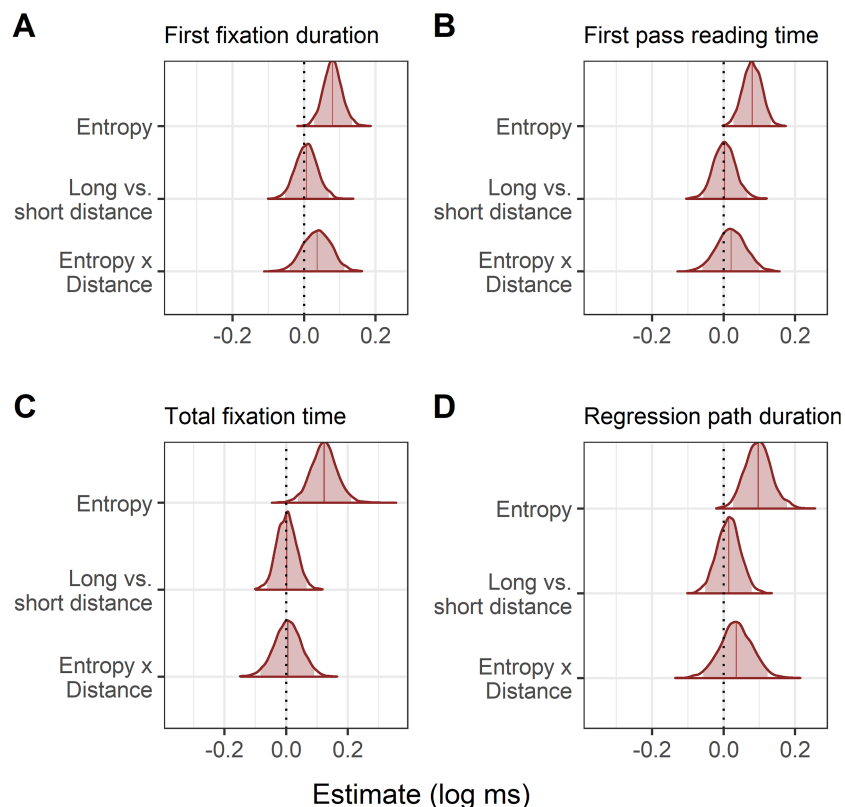 A
First fixation duration
Entropy
Long vs.
short distance
Entropy x
Distance
-0.2 0.0 0.2
B
First pass reading time
Entropy
Long vs.
short distance
Entropy x
Distance
-0.2 0.0 0.2
C
Total fixation time
Entropy
Long vs.
short distance
Entropy x
Distance
-0.2 0.0 0.2
D
Regression path duration
Entropy
Long vs.
short distance
Entropy x
Distance
-0.2 0.0 0.2
Estimate (log ms)